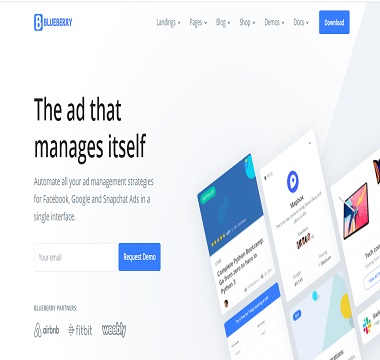 BLUEBERRY
Landings Pages Blog Shop Demos Docs Download
The ad that
manages itself
Automate all your ad management strategies
for Facebook, Google and Snapchat Ads in a
single interface.
Your email
Request Demo
BLUEBERRY PARTNERS:
airbnb fitbit weebly
Complete Python Bootcamp:
Go from zero to hero in
Python 3
Mapbox
Tech con